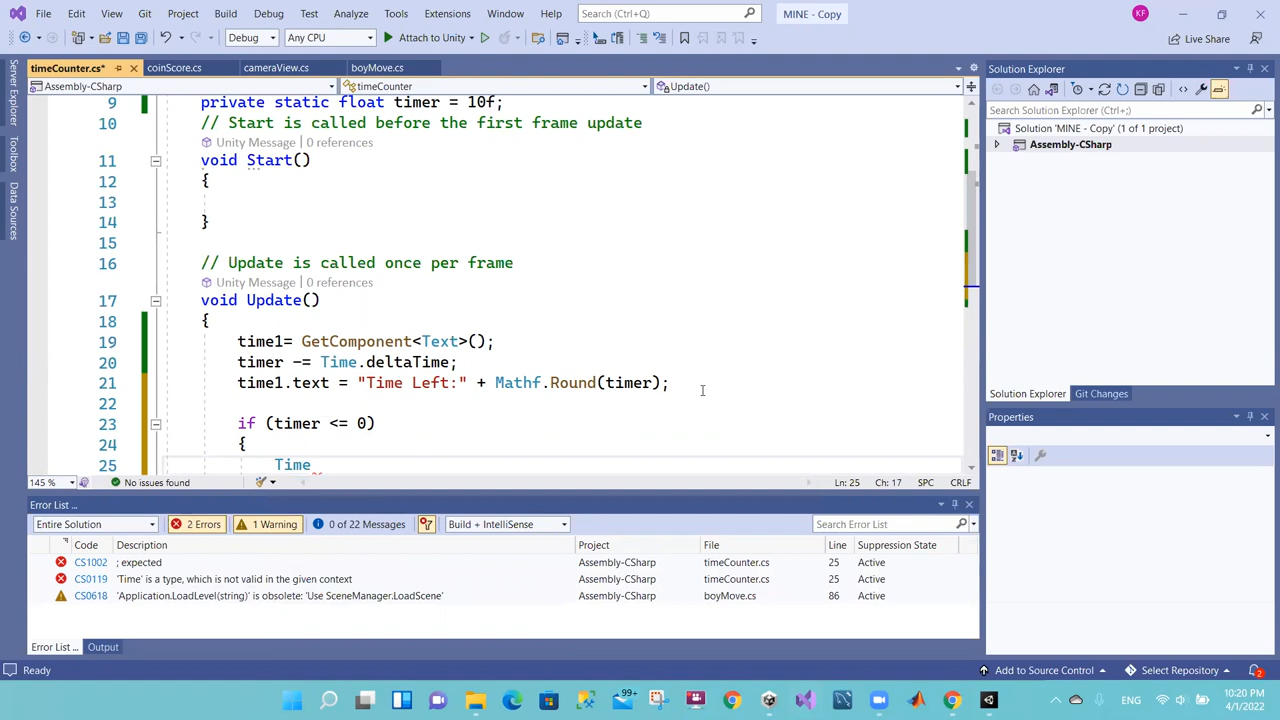 File Edit View Git Project Build Debug Test Analyze Tools Extensions Window Help Search (Ctrl+Q) MINE - Copy KF
Debug Any CPU Attach to Unity Live Share
timeCounter.cs* coinScore.cs cameraView.cs boyMove.cs
Assembly-CSharp timeCounter Update()
Server Explorer
Toolbox
Data Sources
9 private static float timer = 10f;
10 // Start is called before the first frame update
Unity Message | 0 references
11 void Start()
12 {
13
14 }
15
16 // Update is called once per frame
Unity Message | 0 references
17 void Update()
18 {
19 time1= GetComponent<Text>();
20 timer -= Time.deltaTime;
21 time1.text = "Time Left:" + Mathf.Round(timer);
22
23 if (timer <= 0)
24 {
25 Time
145 % No issues found Ln: 25 Ch: 17 SPC CRLF
Error List ...
Entire Solution 2 Errors 1 Warning 0 of 22 Messages Build + IntelliSense Search Error List
Code Description Project File Line Suppression State
CS1002 ; expected Assembly-CSharp timeCounter.cs 25 Active
CS0119 'Time' is a type, which is not valid in the given context Assembly-CSharp timeCounter.cs 25 Active
CS0618 'Application.LoadLevel(string)' is obsolete: 'Use SceneManager.LoadScene' Assembly-CSharp boyMove.cs 86 Active
Error List ... Output
Solution Explorer
Search Solution Explorer (Ctrl+;)
Solution 'MINE - Copy' (1 of 1 project)
Assembly-CSharp
Solution Explorer Git Changes
Properties
Ready Add to Source Control Select Repository 2
99+ ENG 10:20 PM
4/1/2022